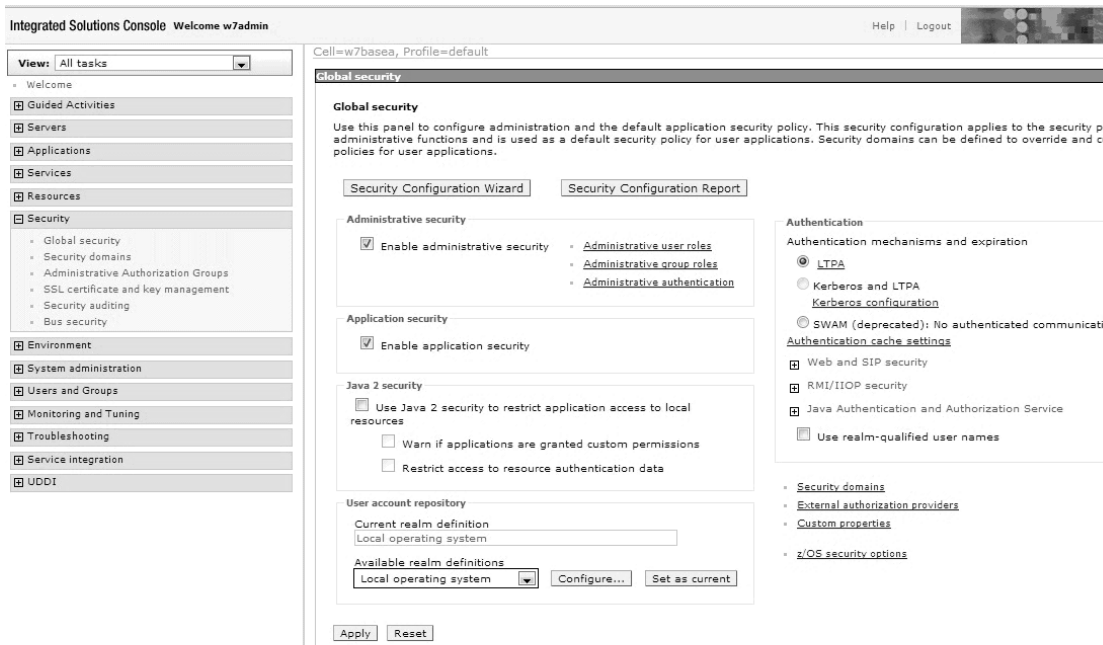 Integrated Solutions Console Welcome w7admin
Help | Logout
View: All tasks
Welcome
Guided Activities
Servers
Applications
Services
Resources
Security
Global security
Security domains
Administrative Authorization Groups
SSL certificate and key management
Security auditing
Bus security
Environment
System administration
Users and Groups
Monitoring and Tuning
Troubleshooting
Service integration
UDDI
Cell=w7basea, Profile=default
Global security
Global security
Use this panel to configure administration and the default application security policy. This security configuration applies to the security p
administrative functions and is used as a default security policy for user applications. Security domains can be defined to override and c
policies for user applications.
Security Configuration Wizard
Security Configuration Report
Administrative security
Enable administrative security
Administrative user roles
Administrative group roles
Administrative authentication
Application security
Enable application security
Java 2 security
Use Java 2 security to restrict application access to local
resources
Warn if applications are granted custom permissions
Restrict access to resource authentication data
User account repository
Current realm definition
Local operating system
Available realm definitions
Local operating system
Configure...
Set as current
Apply
Reset
Authentication
Authentication mechanisms and expiration
LTPA
Kerberos and LTPA
Kerberos configuration
SWAM (deprecated): No authenticated communicati
Authentication cache settings
Web and SIP security
RMI/IIOP security
Java Authentication and Authorization Service
Use realm-qualified user names
Security domains
External authorization providers
Custom properties
z/OS security options